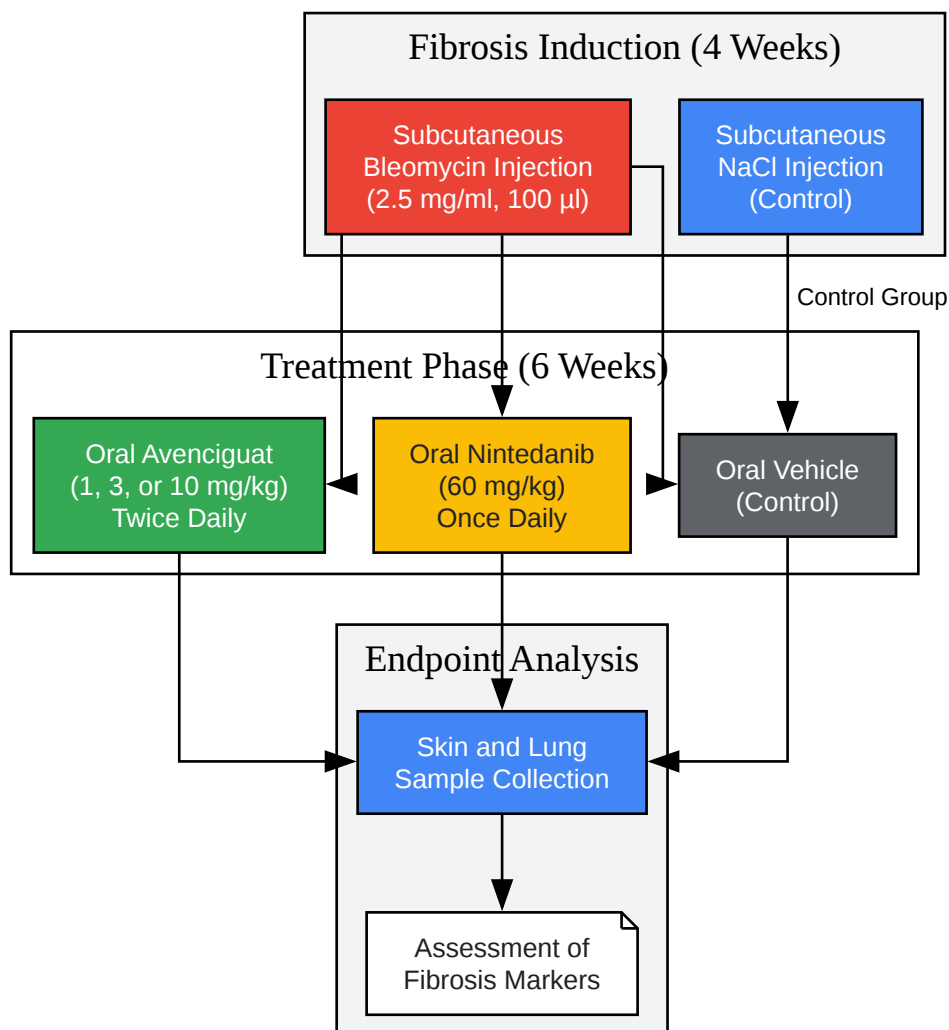 Fibrosis Induction (4 Weeks)
Subcutaneous
Bleomycin Injection
(2.5 mg/ml, 100 µl)
Subcutaneous
NaCl Injection
(Control)
Control Group
Treatment Phase (6 Weeks)
Oral Avenciguat
(1, 3, or 10 mg/kg)
Twice Daily
Oral Nintedanib
(60 mg/kg)
Once Daily
Oral Vehicle
(Control)
Endpoint Analysis
Skin and Lung
Sample Collection
Assessment of
Fibrosis Markers